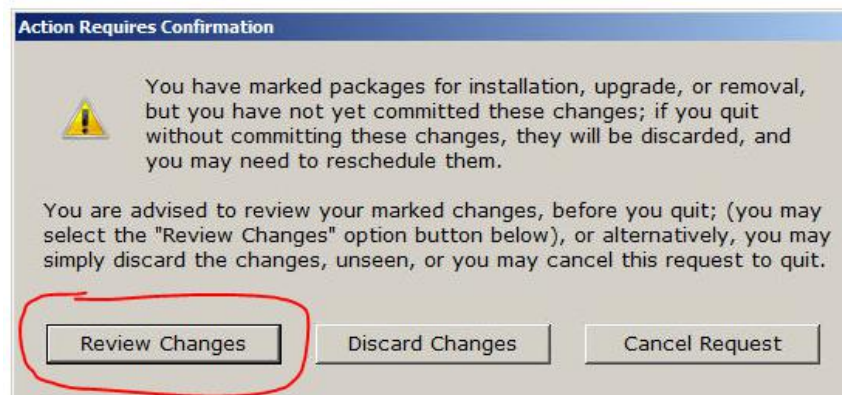 Action Requires Confirmation
You have marked packages for installation, upgrade, or removal,
but you have not yet committed these changes; if you quit
without committing these changes, they will be discarded, and
you may need to reschedule them.
You are advised to review your marked changes, before you quit; (you may
select the "Review Changes" option button below), or alternatively, you may
simply discard the changes, unseen, or you may cancel this request to quit.
Review Changes Discard Changes Cancel Request